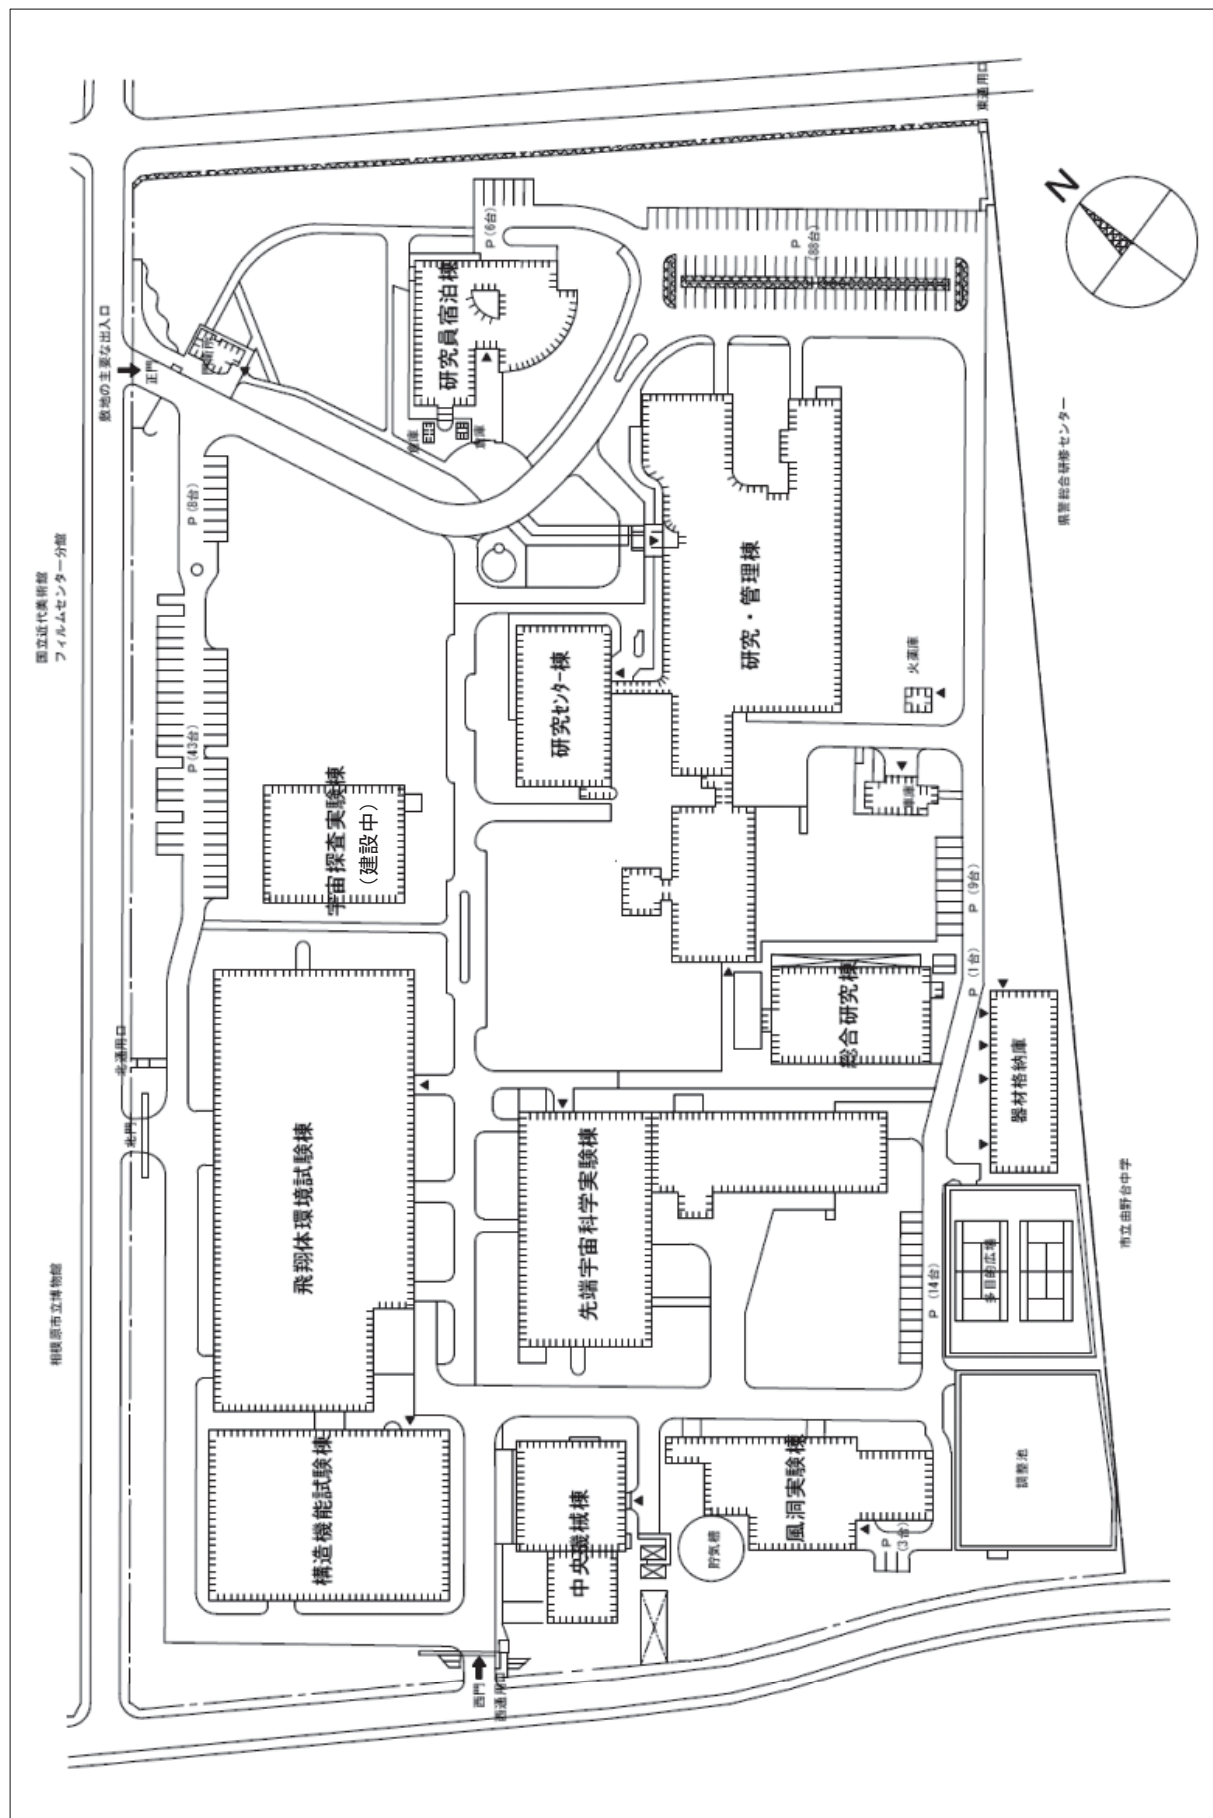 国立近代美術館
フィルムセンター分館
相模原市立博物館
敷地の主要な出入口
正門
北通用口
北門
P (8台)
P (43台)
宇宙探査実験棟
(建設中)
飛翔体環境試験棟
構造機能試験棟
研究員宿泊棟
P (6台)
倉庫
倉庫
P
(88台)
東通用口
N
研究センター棟
研究・管理棟
火薬庫
車庫
P (9台)
P (1台)
総合研究棟
先端宇宙科学実験棟
器材格納庫
P (14台)
多目的広場
調整池
中央機械棟
風洞実験棟
貯気槽
P
(3台)
西門
西通用口
県警総合研修センター
市立由野台中学